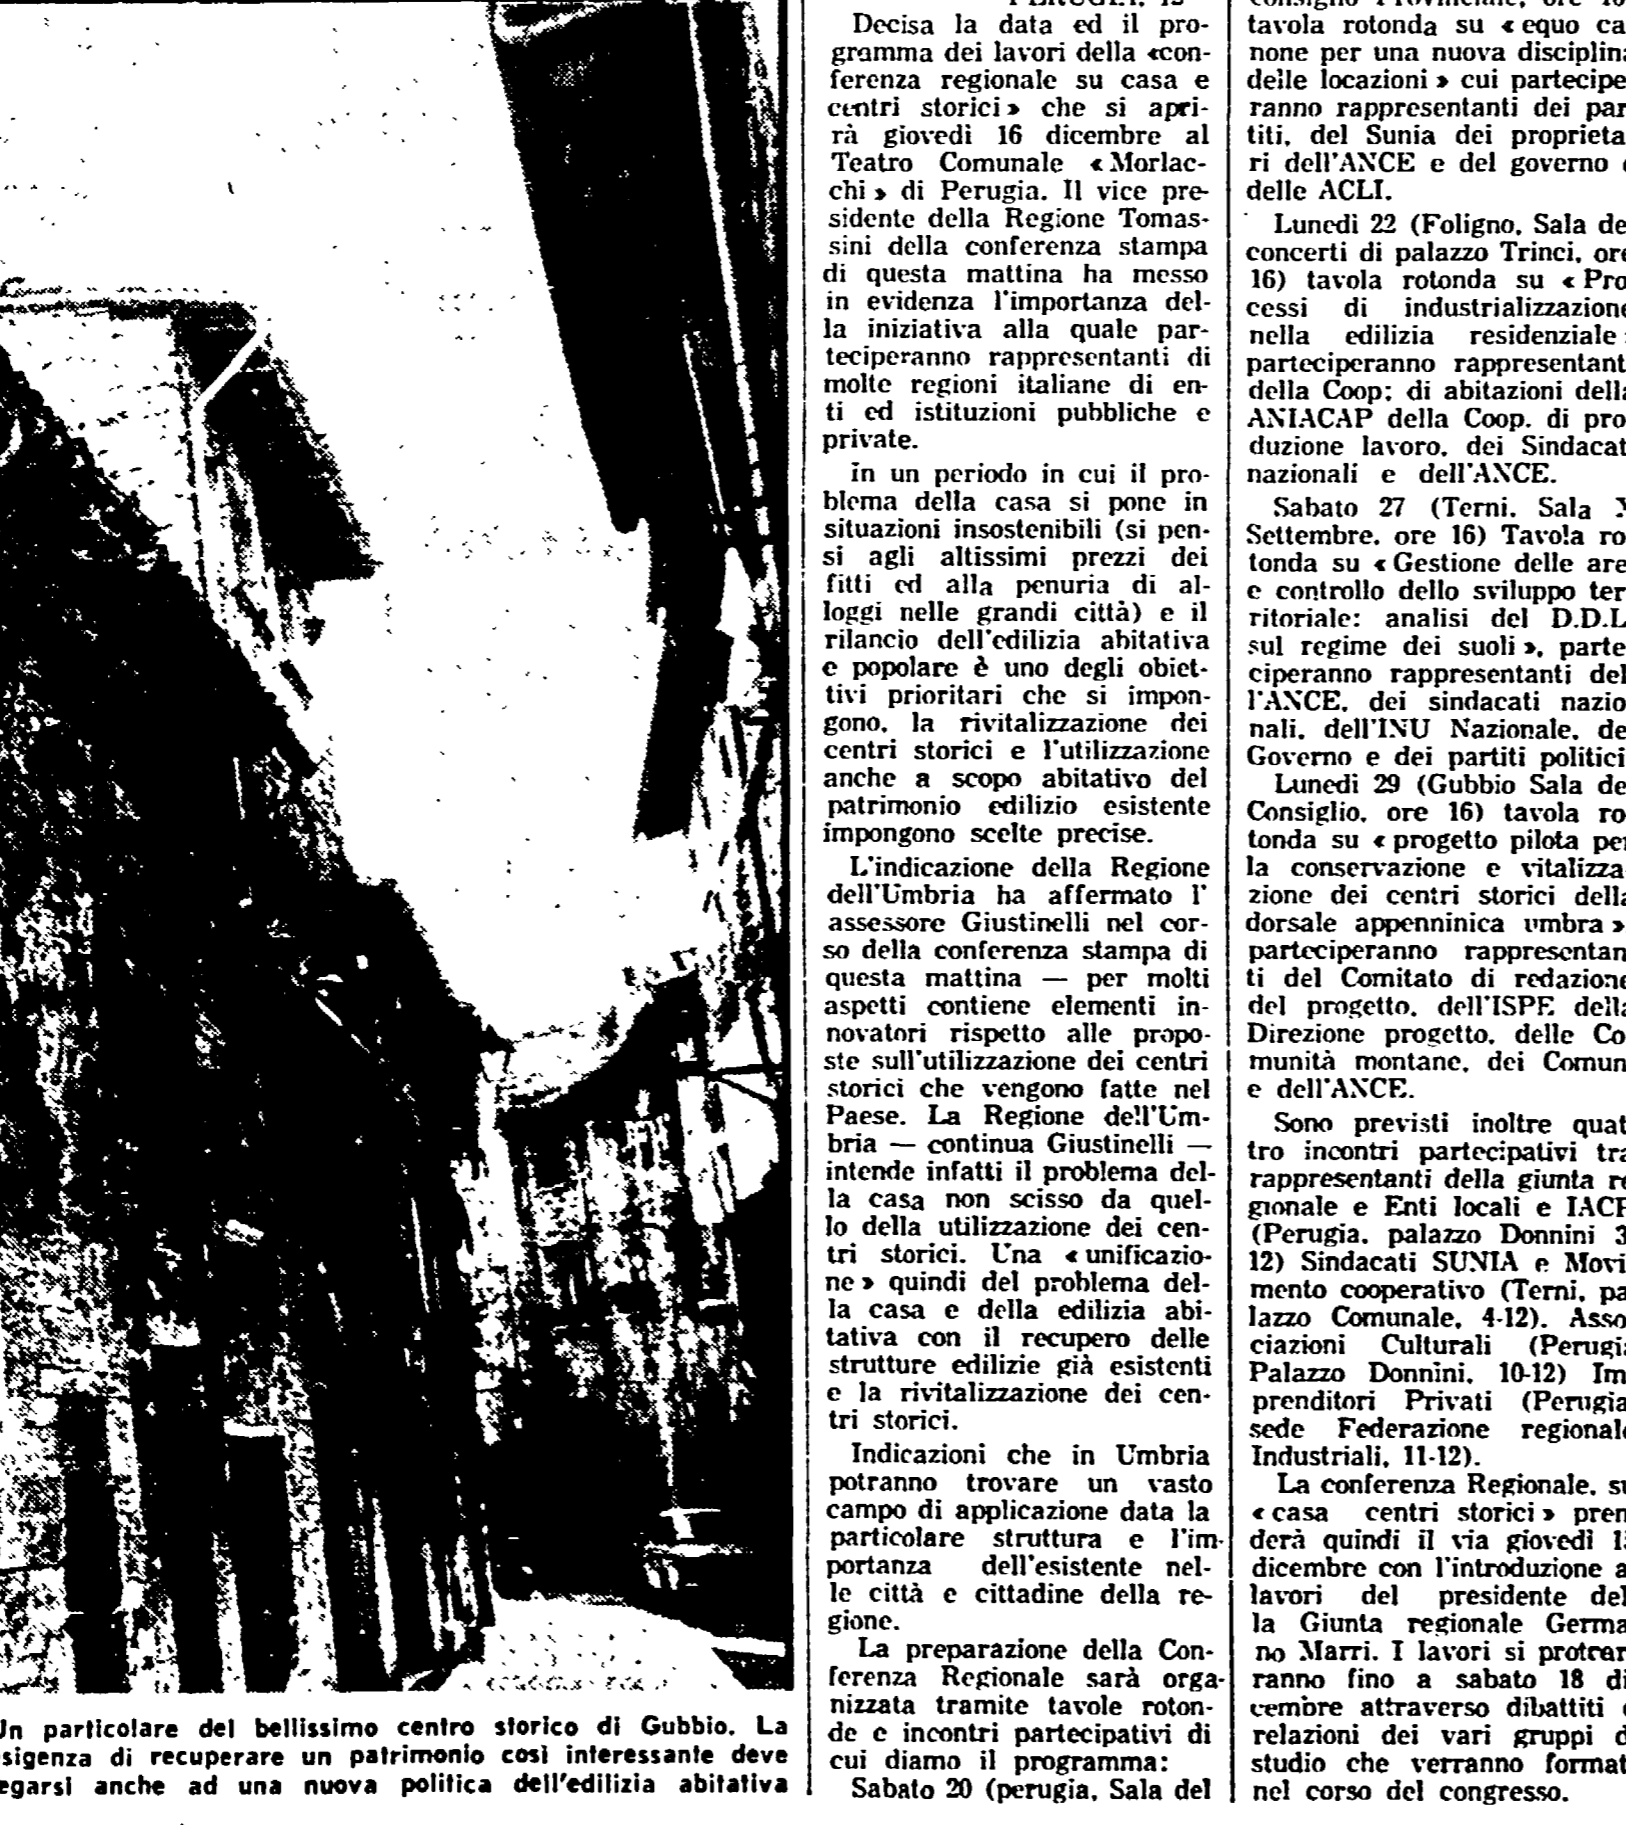 Decisa la data ed il pro-
gramma dei lavori della «con-
ferenza regionale su casa e
centri storici» che si apri-
rà giovedì 16 dicembre al
Teatro Comunale «Morlac-
chi» di Perugia. Il vice pre-
sidente della Regione Tomas-
sini della conferenza stampa
di questa mattina ha messo
in evidenza l'importanza del-
la iniziativa alla quale par-
teciperanno rappresentanti di
molte regioni italiane di en-
ti ed istituzioni pubbliche e
private.
In un periodo in cui il pro-
blema della casa si pone in
situazioni insostenibili (si pen-
si agli altissimi prezzi dei
fitti ed alla penuria di al-
loggi nelle grandi città) e il
rilancio dell'edilizia abitativa
e popolare è uno degli obiet-
tivi prioritari che si impon-
gono, la rivitalizzazione dei
centri storici e l'utilizzazione
anche a scopo abitativo del
patrimonio edilizio esistente
impongono scelte precise.
L'indicazione della Regione
dell'Umbria ha affermato l'
assessore Giustinelli nel cor-
so della conferenza stampa di
questa mattina — per molti
aspetti contiene elementi in-
novatori rispetto alle propo-
ste sull'utilizzazione dei centri
storici che vengono fatte nel
Paese. La Regione dell'Um-
bria — continua Giustinelli —
intende infatti il problema del-
la casa non scisso da quel-
lo della utilizzazione dei cen-
tri storici. Una «unificazio-
ne» quindi del problema del-
la casa e della edilizia abi-
tativa con il recupero delle
strutture edilizie già esistenti
e la rivitalizzazione dei cen-
tri storici.
Indicazioni che in Umbria
potranno trovare un vasto
campo di applicazione data la
particolare struttura e l'im-
portanza dell'esistente nel-
le città e cittadine della re-
gione.
La preparazione della Con-
ferenza Regionale sarà orga-
nizzata tramite tavole roton-
de e incontri partecipativi di
cui diamo il programma:
Sabato 20 (perugia, Sala del
tavola rotonda su «equo ca
none per una nuova disciplina
delle locazioni» cui partecipe
ranno rappresentanti dei par
titi, del Sunia dei proprieta
ri dell'ANCE e del governo e
delle ACLI.
Lunedì 22 (Foligno, Sala de
concerti di palazzo Trinci, ore
16) tavola rotonda su «Pro
cessi di industrializzazione
nella edilizia residenziale
parteciperanno rappresentant
della Coop; di abitazioni della
ANIACAP della Coop. di pro
duzione lavoro, dei Sindacat
nazionali e dell'ANCE.
Sabato 27 (Terni, Sala X
Settembre, ore 16) Tavola ro
tonda su «Gestione delle are
e controllo dello sviluppo ter
ritoriale: analisi del D.D.L
sul regime dei suoli», parte
ciperanno rappresentanti del
l'ANCE, dei sindacati nazio
nali, dell'INU Nazionale, de
Governo e dei partiti politici
Lunedì 29 (Gubbio Sala de
Consiglio, ore 16) tavola ro
tonda su «progetto pilota per
la conservazione e vitalizza
zione dei centri storici della
dorsale appenninica umbra»
parteciperanno rappresentan
ti del Comitato di redazione
del progetto, dell'ISPE della
Direzione progetto, delle Co
munità montane, dei Comun
e dell'ANCE.
Sono previsti inoltre quat
tro incontri partecipativi tra
rappresentanti della giunta re
gionale e Enti locali e IACP
(Perugia, palazzo Donnini 3
12) Sindacati SUNIA e Movi
mento cooperativo (Terni, pa
lazzo Comunale, 4-12). Asso
ciazioni Culturali (Perugia
Palazzo Donnini, 10-12) Im
prenditori Privati (Perugia
sede Federazione regionale
Industriali, 11-12).
La conferenza Regionale, su
«casa centri storici» pren
derà quindi il via giovedì
dicembre con l'introduzione a
lavori del presidente del
la Giunta regionale Germa
no Marri. I lavori si protrar
ranno fino a sabato 18 di
cembre attraverso dibattiti e
relazioni dei vari gruppi d
studio che verranno format
nel corso del congresso.
Un particolare del bellissimo centro storico di Gubbio. La
sigenza di recuperare un patrimonio così interessante deve
egarsi anche ad una nuova politica dell'edilizia abitativa